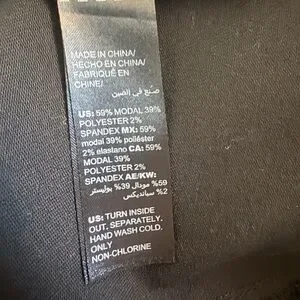 MADE IN CHINA/
HECHO EN CHINA/
FABRIQUÉ EN
CHINE/
صنع في الصين
US: 59% MODAL 39%
POLYESTER 2%
SPANDEX MX: 59%
modal 39% poliéster
2% elastano CA: 59%
MODAL 39%
POLYESTER 2%
SPANDEX AE/KW:
59% مودال 39% بوليستر
2% سباندیکس
US: TURN INSIDE
OUT. SEPARATELY.
HAND WASH COLD.
ONLY
NON-CHLORINE